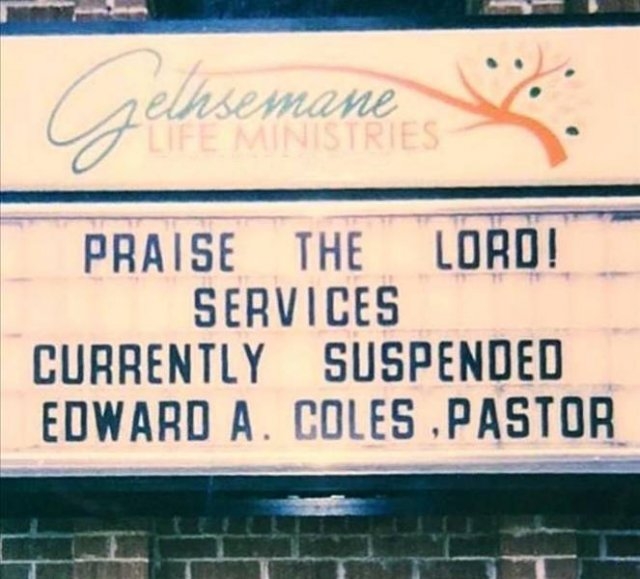 Gethsemane
LIFE MINISTRIES
PRAISE THE LORD!
SERVICES
CURRENTLY SUSPENDED
EDWARD A. COLES ,PASTOR